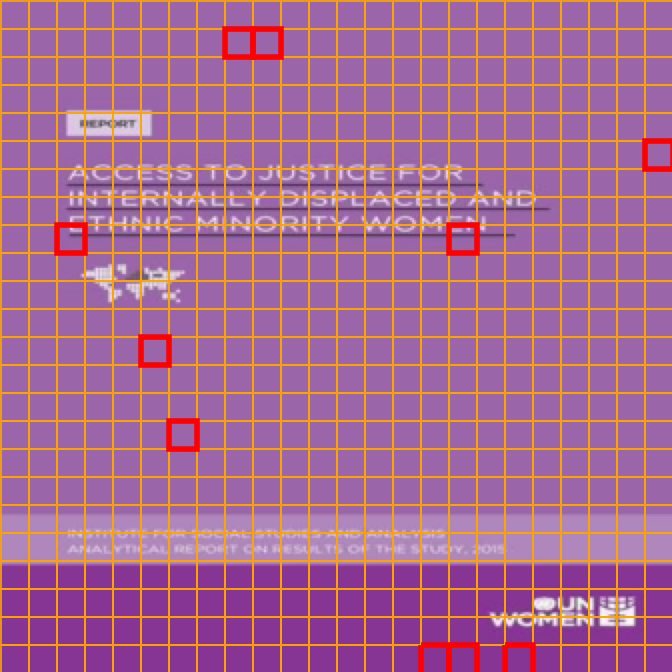 REPORT
ACCESS TO JUSTICE FOR
INTERNALLY DISPLACED AND
ETHNIC MINORITY WOMEN
INSTITUTE FOR SOCIAL STUDIES AND ANALYSIS
ANALYTICAL REPORT ON RESULTS OF THE STUDY, 2015
UN
WOMEN